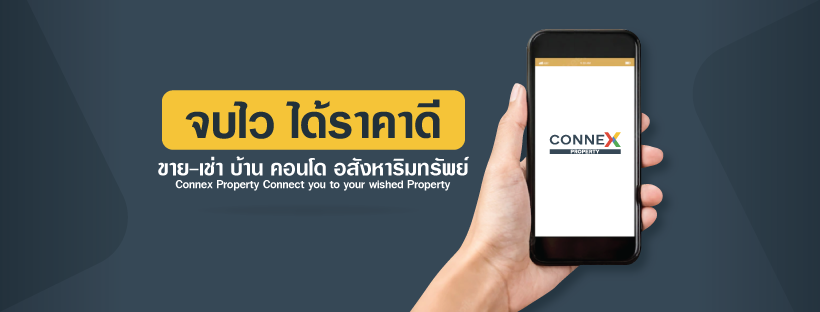 จบไว ได้ราคาดี
ขาย-เช่า บ้าน คอนโด อสังหาริมทรัพย์
Connex Property Connect you to your wished Property
CONNEX
PROPERTY